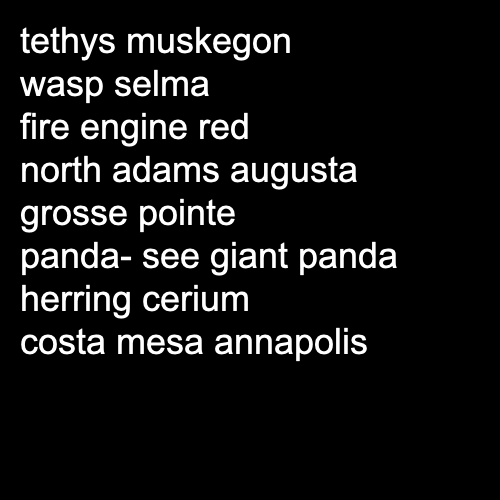 tethys muskegon
wasp selma
fire engine red
north adams augusta
grosse pointe
panda- see giant panda
herring cerium
costa mesa annapolis